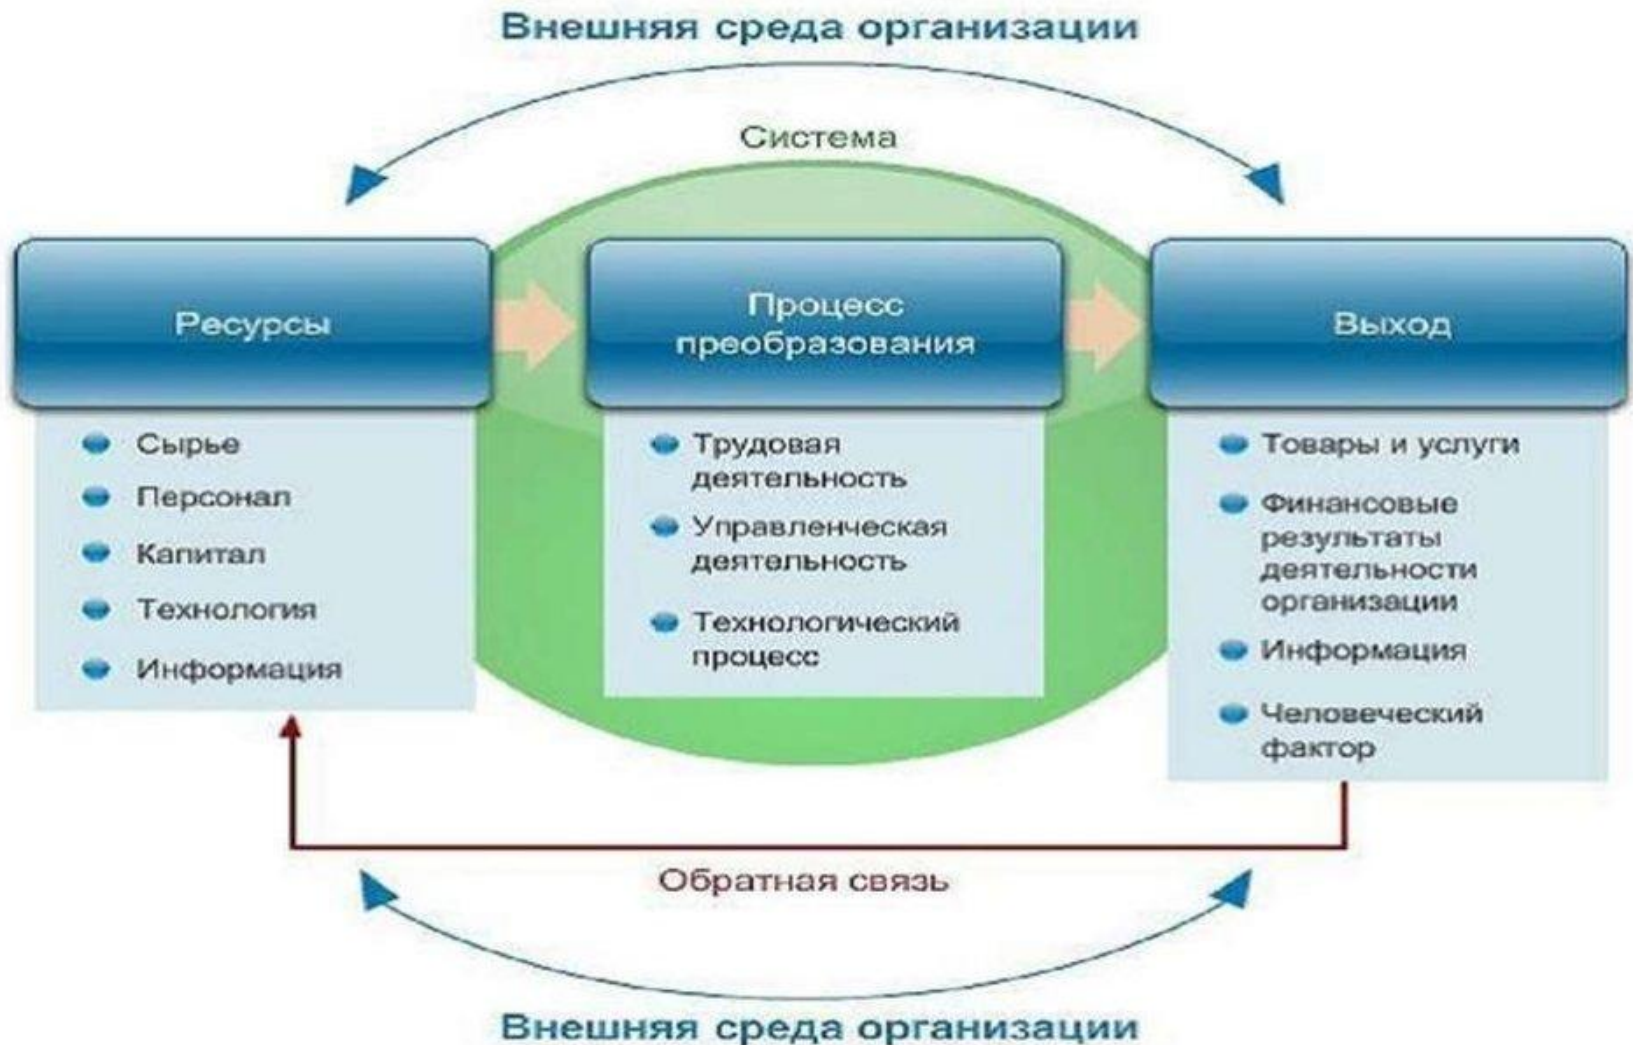 Внешняя среда организации
Система
Ресурсы
Сырье
Персонал
Капитал
Технология
Информация
Процесс
преобразования
Трудовая
деятельность
Управленческая
деятельность
Технологический
процесс
Выход
Товары и услуги
Финансовые
результаты
деятельности
организации
Информация
Человеческий
фактор
Обратная связь
Внешняя среда организации